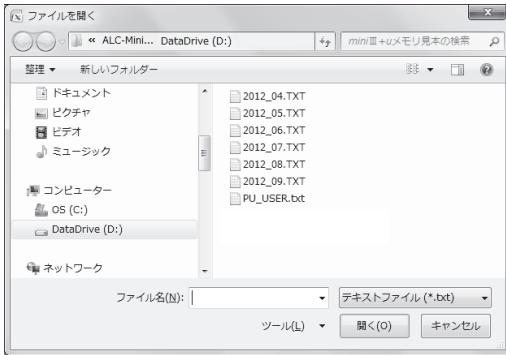 ファイルを開く
« ALC-Mini... DataDrive (D:)
miniⅢ+uメモリ見本の検索
整理
新しいフォルダー
ドキュメント
ピクチャ
ビデオ
ミュージック
コンピューター
OS (C:)
DataDrive (D:)
ネットワーク
2012_04.TXT
2012_05.TXT
2012_06.TXT
2012_07.TXT
2012_08.TXT
2012_09.TXT
PU_USER.txt
ファイル名(N):
テキストファイル (*.txt)
ツール(L)
開く(O)
キャンセル